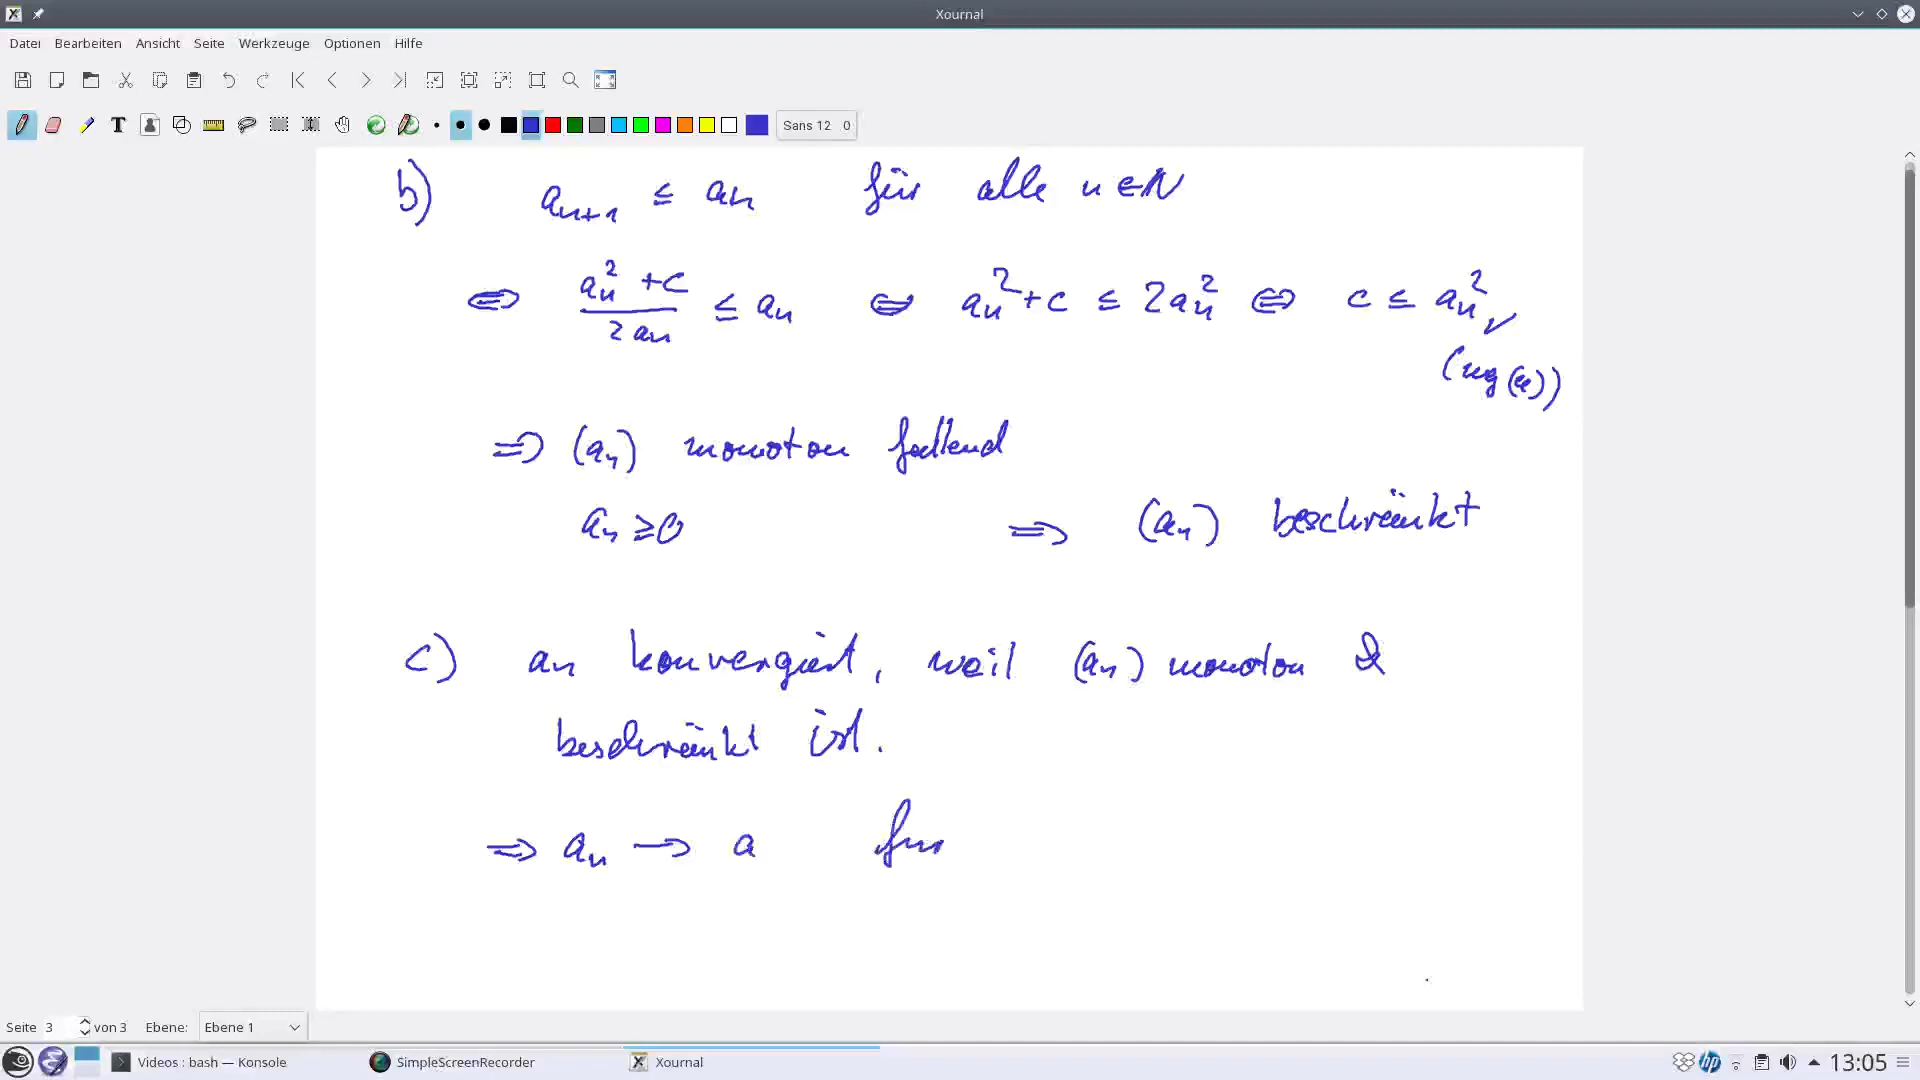 Xournal
Datei Bearbeiten Ansicht Seite Werkzeuge Optionen Hilfe
Sans 12 0
b) aₙ₊₁ ≤ aₙ für alle n ∈ ℕ
⇔ (aₙ² + c)/(2aₙ) ≤ aₙ ⇔ aₙ² + c ≤ 2aₙ² ⇔ c ≤ aₙ² ✓
(wg (a))
⇒ (aₙ) monoton fallend
aₙ ≥ 0 ⇒ (aₙ) beschränkt
c) aₙ konvergiert, weil (aₙ) monoton &
beschränkt ist.
⇒ aₙ → a für
Seite 3 von 3 Ebene: Ebene 1
Videos : bash — Konsole SimpleScreenRecorder Xournal hp 13:05